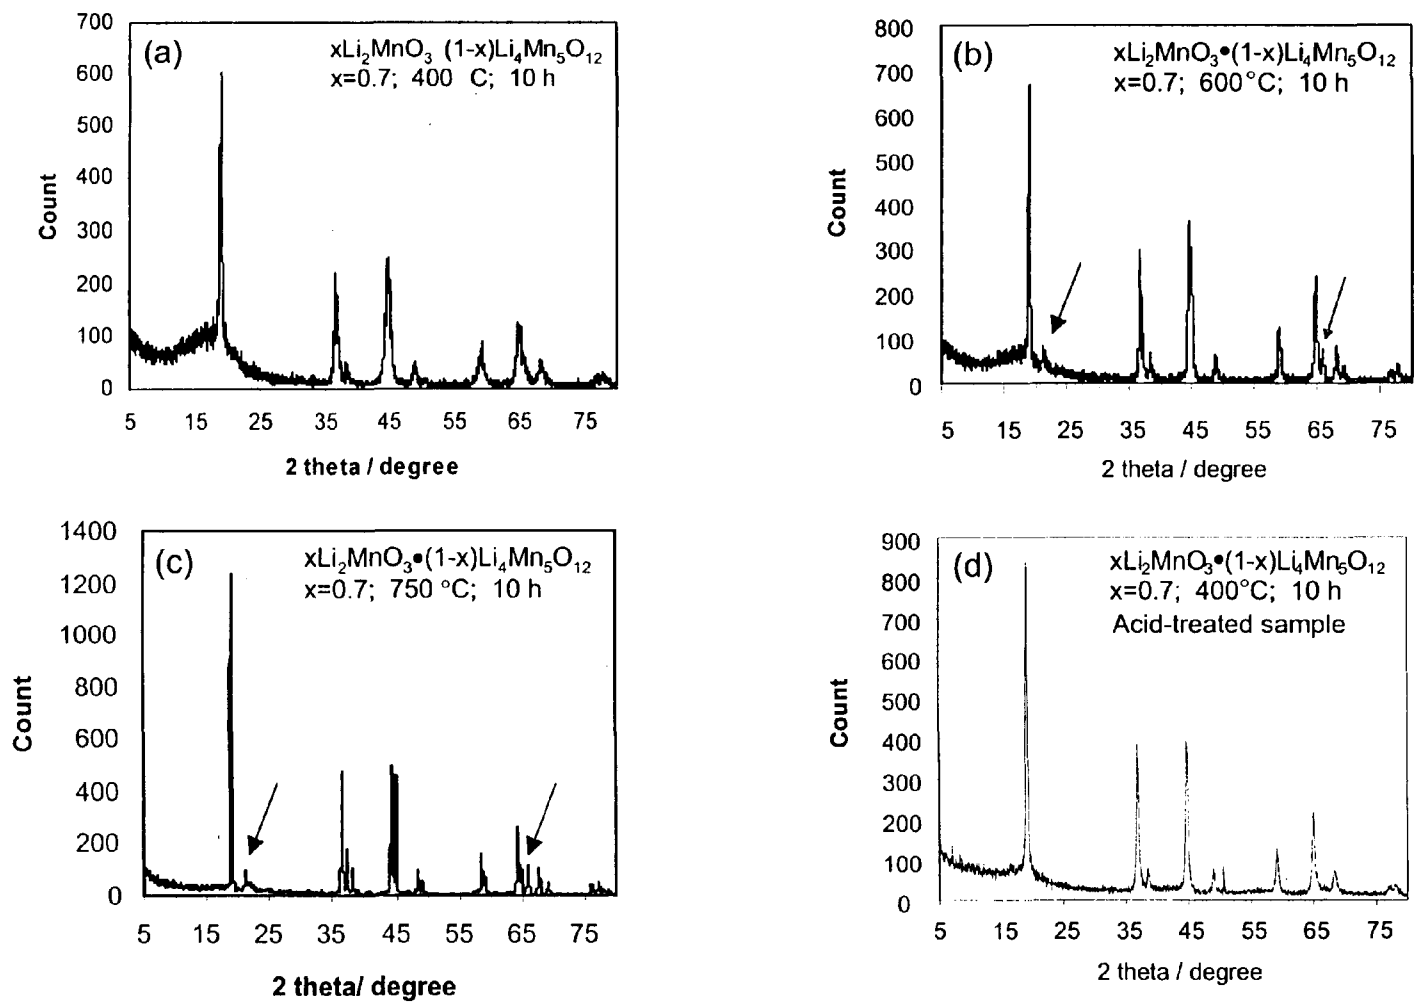 (a)
xLi₂MnO₃ (1-x)Li₄Mn₅O₁₂
x=0.7; 400 C; 10 h
700
600
500
400
300
200
100
0
Count
5 15 25 35 45 55 65 75
2 theta / degree
(b)
xLi₂MnO₃•(1-x)Li₄Mn₅O₁₂
x=0.7; 600°C; 10 h
800
700
600
500
400
300
200
100
0
Count
5 15 25 35 45 55 65 75
2 theta / degree
(c)
xLi₂MnO₃•(1-x)Li₄Mn₅O₁₂
x=0.7; 750 °C; 10 h
1400
1200
1000
800
600
400
200
0
Count
5 15 25 35 45 55 65 75
2 theta/ degree
(d)
xLi₂MnO₃•(1-x)Li₄Mn₅O₁₂
x=0.7; 400°C; 10 h
Acid-treated sample
900
800
700
600
500
400
300
200
100
0
Count
5 15 25 35 45 55 65 75
2 theta / degree